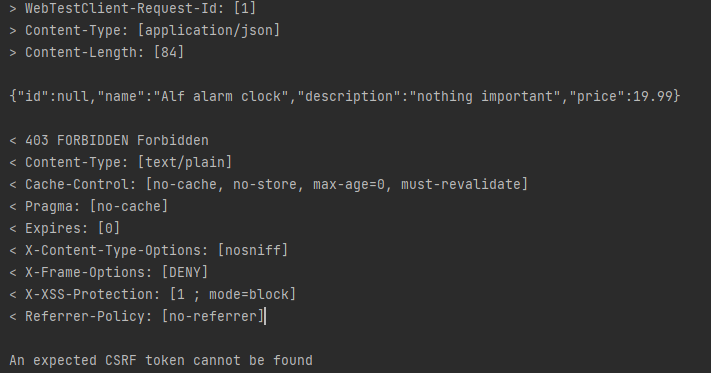 > WebTestClient-Request-Id: [1]
> Content-Type: [application/json]
> Content-Length: [84]
{"id":null,"name":"Alf alarm clock","description":"nothing important","price":19.99}
< 403 FORBIDDEN Forbidden
< Content-Type: [text/plain]
< Cache-Control: [no-cache, no-store, max-age=0, must-revalidate]
< Pragma: [no-cache]
< Expires: [0]
< X-Content-Type-Options: [nosniff]
< X-Frame-Options: [DENY]
< X-XSS-Protection: [1 ; mode=block]
< Referrer-Policy: [no-referrer]
An expected CSRF token cannot be found